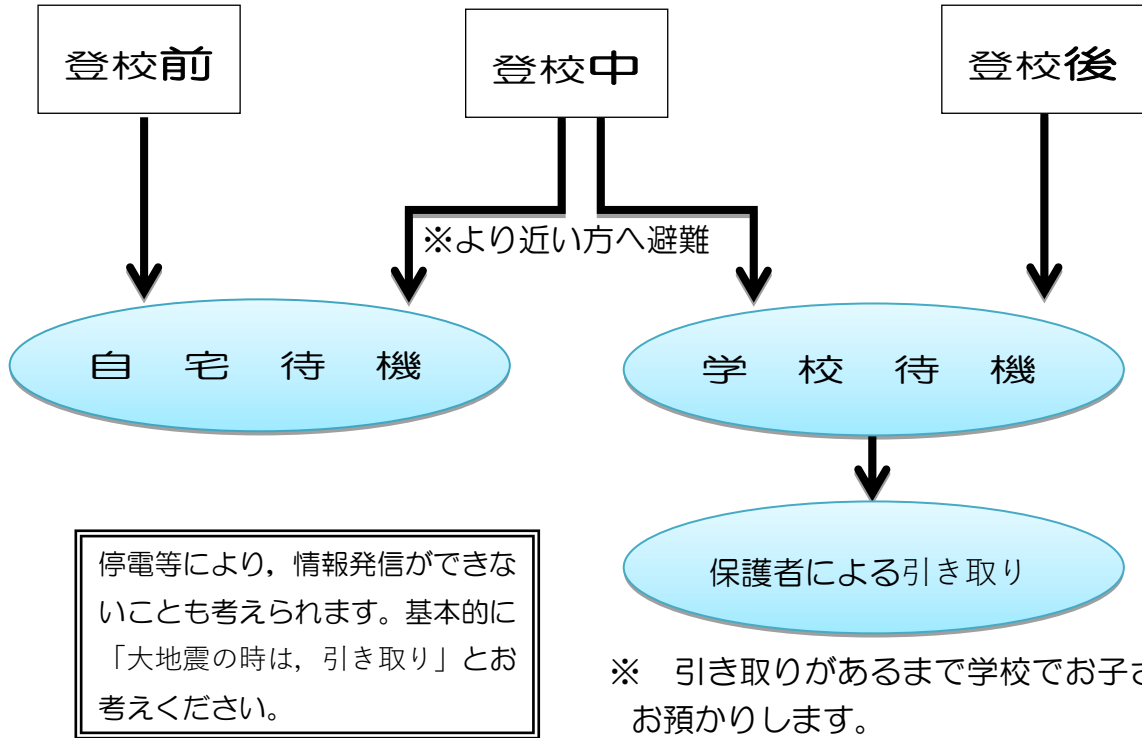 登校前
登校中
登校後
※より近い方へ避難
自宅待機
学校待機
保護者による引き取り
停電等により，情報発信ができな
いことも考えられます。基本的に
「大地震の時は，引き取り」とお
考えください。
※　引き取りがあるまで学校でお子さ
お預かりします。